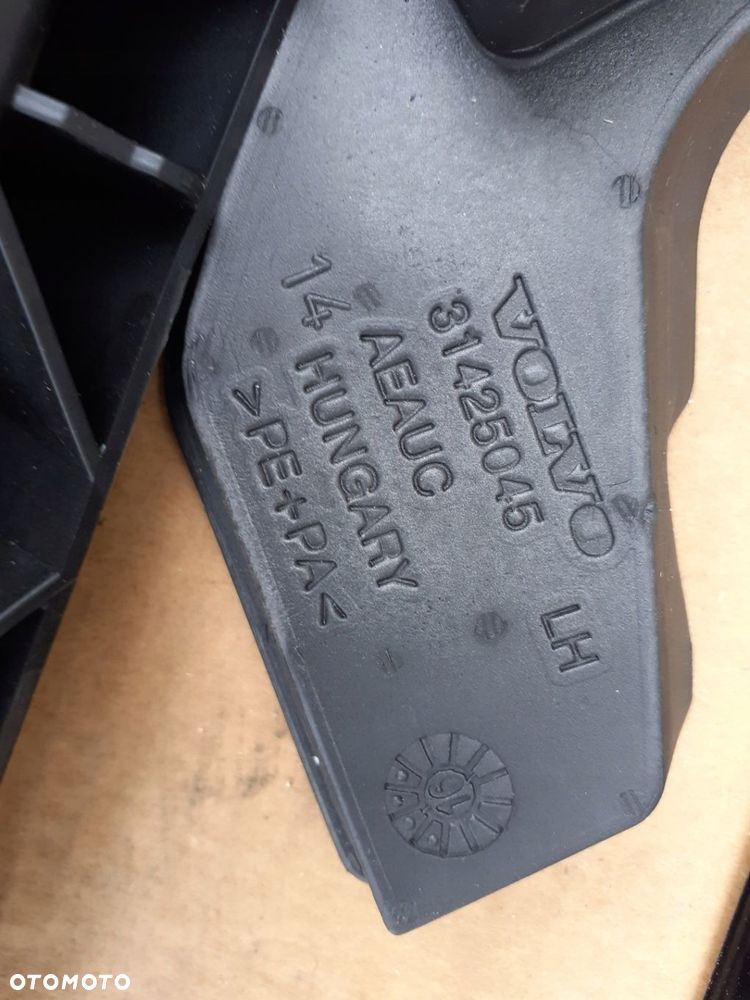 VOLVO
31425045
LH
AEAUC
14 HUNGARY
>PE+PA<
OTOMOTO